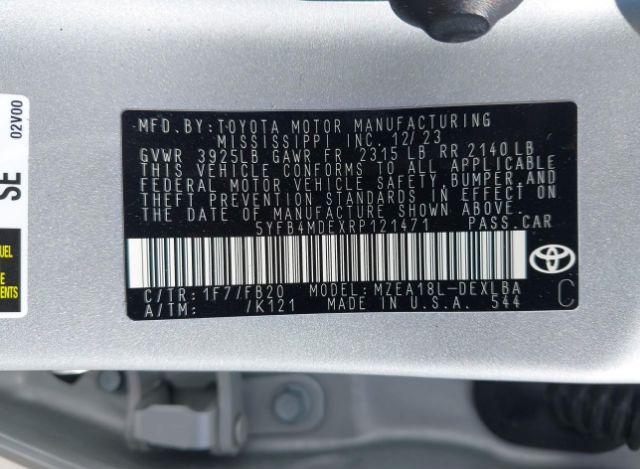 MFD. BY: TOYOTA MOTOR MANUFACTURING
MISSISSIPPI INC. 12/23
GVWR 3925LB GAWR FR 2315 LB RR 2140 LB
THIS VEHICLE CONFORMS TO ALL APPLICABLE
FEDERAL MOTOR VEHICLE SAFETY, BUMPER, AND
THEFT PREVENTION STANDARDS IN EFFECT ON
THE DATE OF MANUFACTURE SHOWN ABOVE.
5YFB4MDEXRP121471 PASS. CAR
C/TR: 1F7/FB20 MODEL: MZEA18L-DEXLBA
A/TM: /K121 MADE IN U.S.A. 544
C
02V00
SE
UEL
E
ENTS